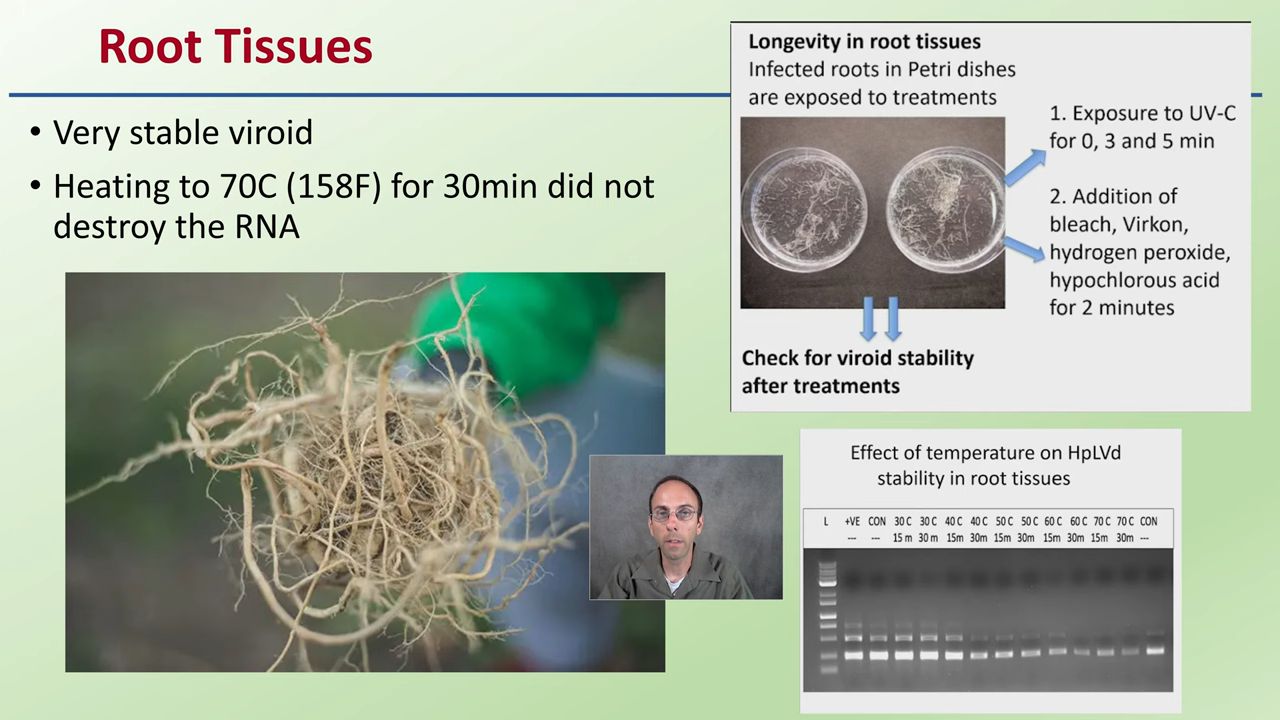 Root Tissues
• Very stable viroid
• Heating to 70C (158F) for 30min did not
destroy the RNA
Longevity in root tissues
Infected roots in Petri dishes
are exposed to treatments
1. Exposure to UV-C
for 0, 3 and 5 min
2. Addition of
bleach, Virkon,
hydrogen peroxide,
hypochlorous acid
for 2 minutes
Check for viroid stability
after treatments
Effect of temperature on HpLVd
stability in root tissues
L +VE CON 30 C 30 C 40 C 40 C 50 C 50 C 60 C 60 C 70 C 70 C CON
--- --- 15 m 30 m 15m 30m 15m 30m 15m 30m 15m 30m ---